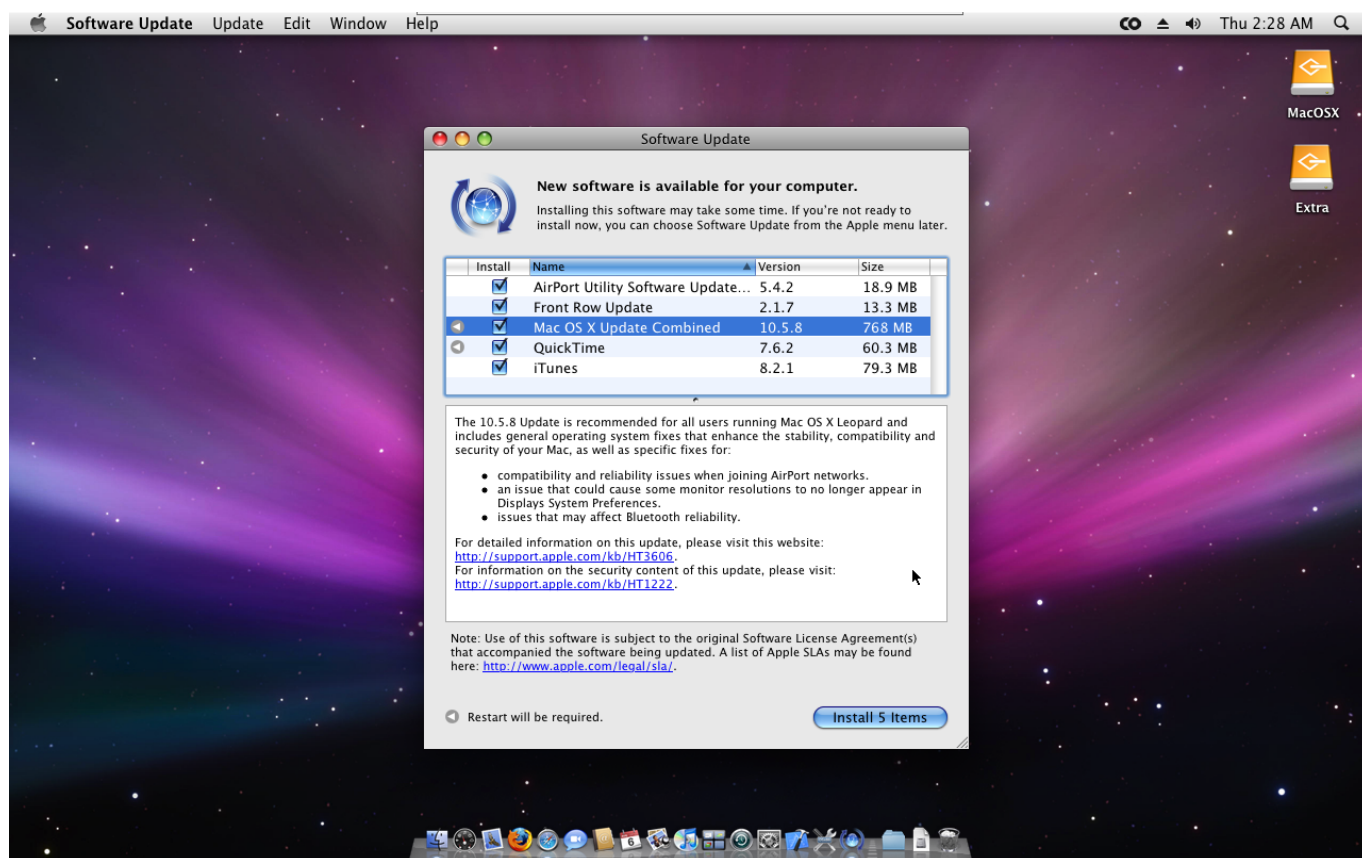 Software Update Update Edit Window Help CO Thu 2:28 AM
MacOSX
Extra
Software Update
New software is available for your computer.
Installing this software may take some time. If you're not ready to
install now, you can choose Software Update from the Apple menu later.
Install Name Version Size
AirPort Utility Software Update... 5.4.2 18.9 MB
Front Row Update 2.1.7 13.3 MB
Mac OS X Update Combined 10.5.8 768 MB
QuickTime 7.6.2 60.3 MB
iTunes 8.2.1 79.3 MB
The 10.5.8 Update is recommended for all users running Mac OS X Leopard and
includes general operating system fixes that enhance the stability, compatibility and
security of your Mac, as well as specific fixes for:
• compatibility and reliability issues when joining AirPort networks.
• an issue that could cause some monitor resolutions to no longer appear in
Displays System Preferences.
• issues that may affect Bluetooth reliability.
For detailed information on this update, please visit this website:
http://support.apple.com/kb/HT3606.
For information on the security content of this update, please visit:
http://support.apple.com/kb/HT1222.
Note: Use of this software is subject to the original Software License Agreement(s)
that accompanied the software being updated. A list of Apple SLAs may be found
here: http://www.apple.com/legal/sla/.
Restart will be required.
Install 5 Items
6